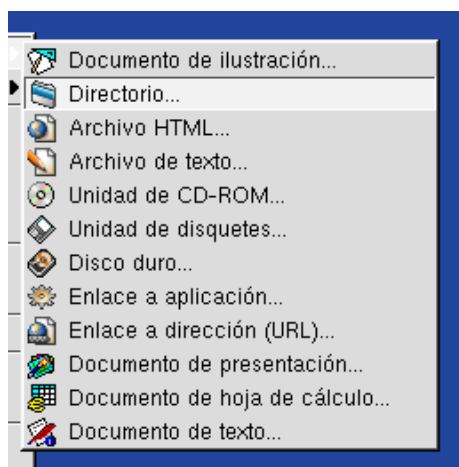 Documento de ilustración...
Directorio...
Archivo HTML...
Archivo de texto...
Unidad de CD-ROM...
Unidad de disquetes...
Disco duro...
Enlace a aplicación...
Enlace a dirección (URL)...
Documento de presentación...
Documento de hoja de cálculo...
Documento de texto...